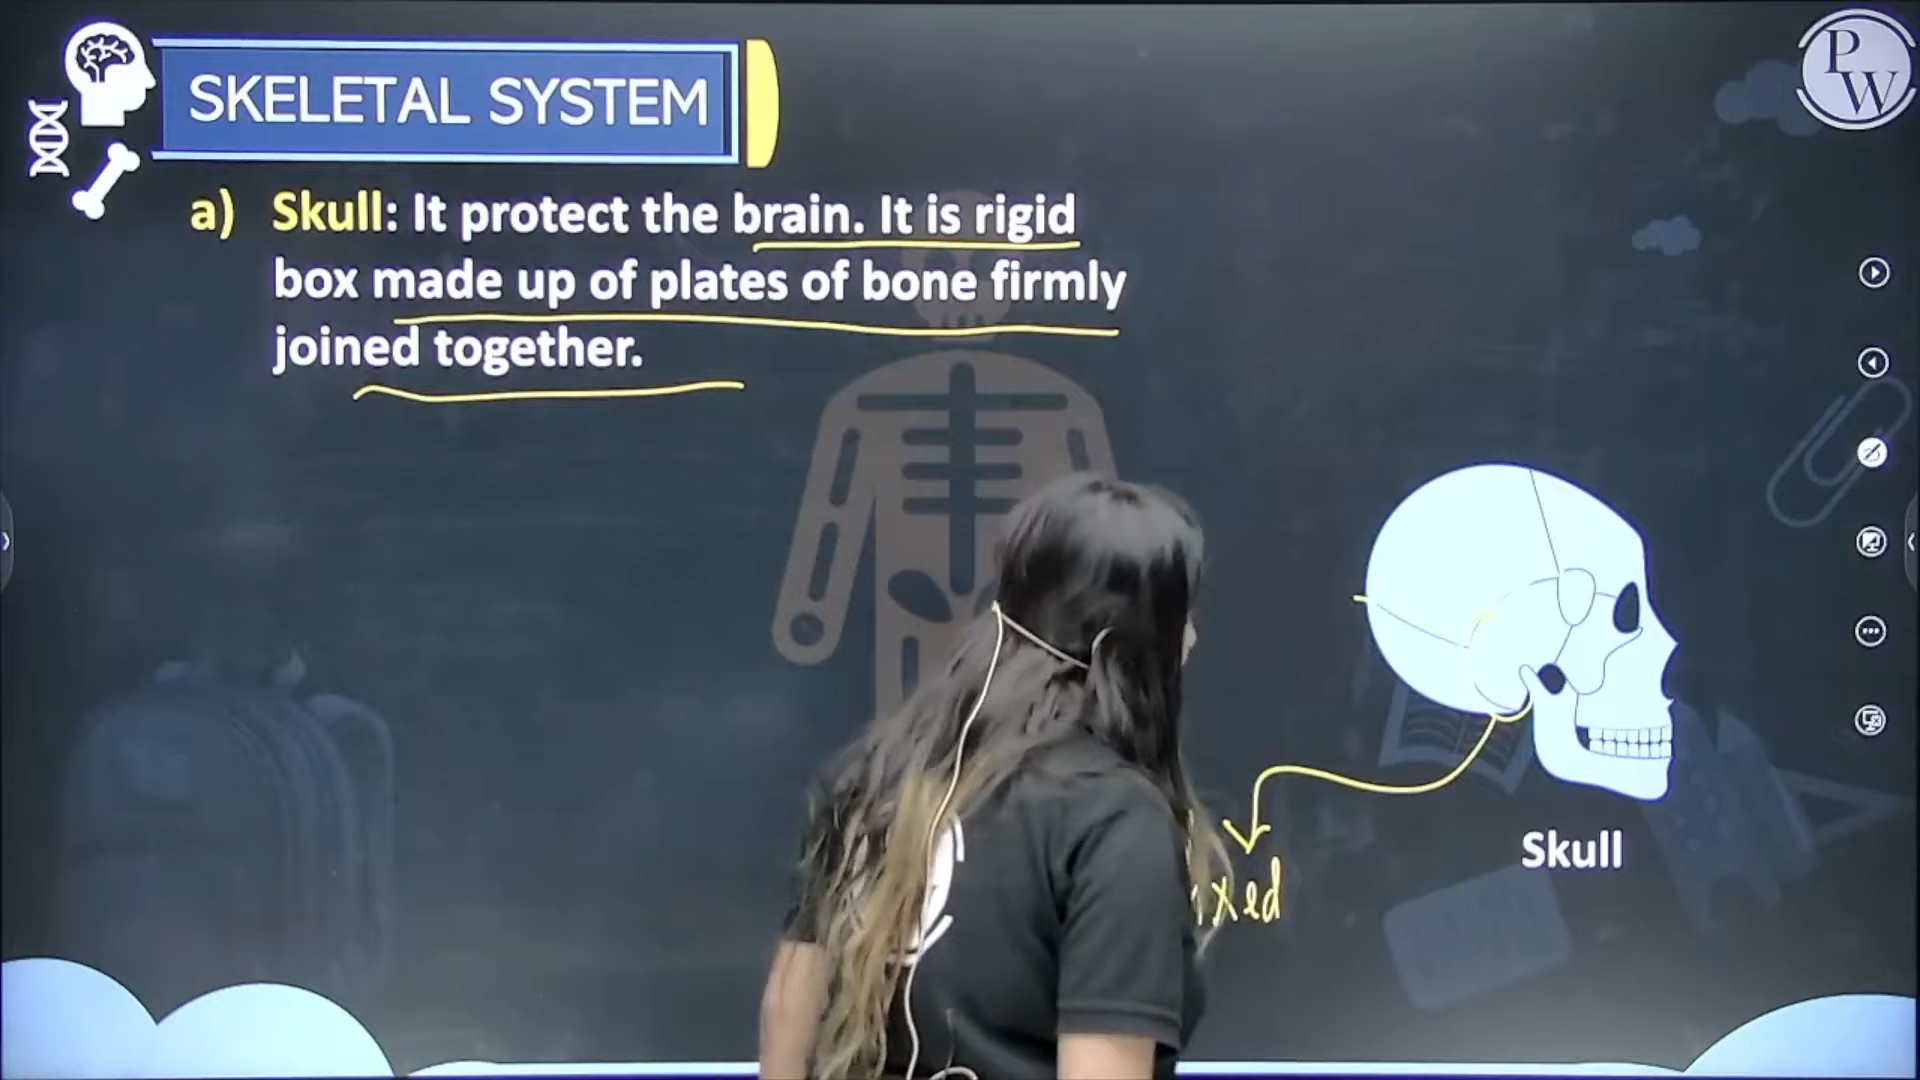 PW
SKELETAL SYSTEM
a) Skull: It protect the brain. It is rigid
box made up of plates of bone firmly
joined together.
Skull